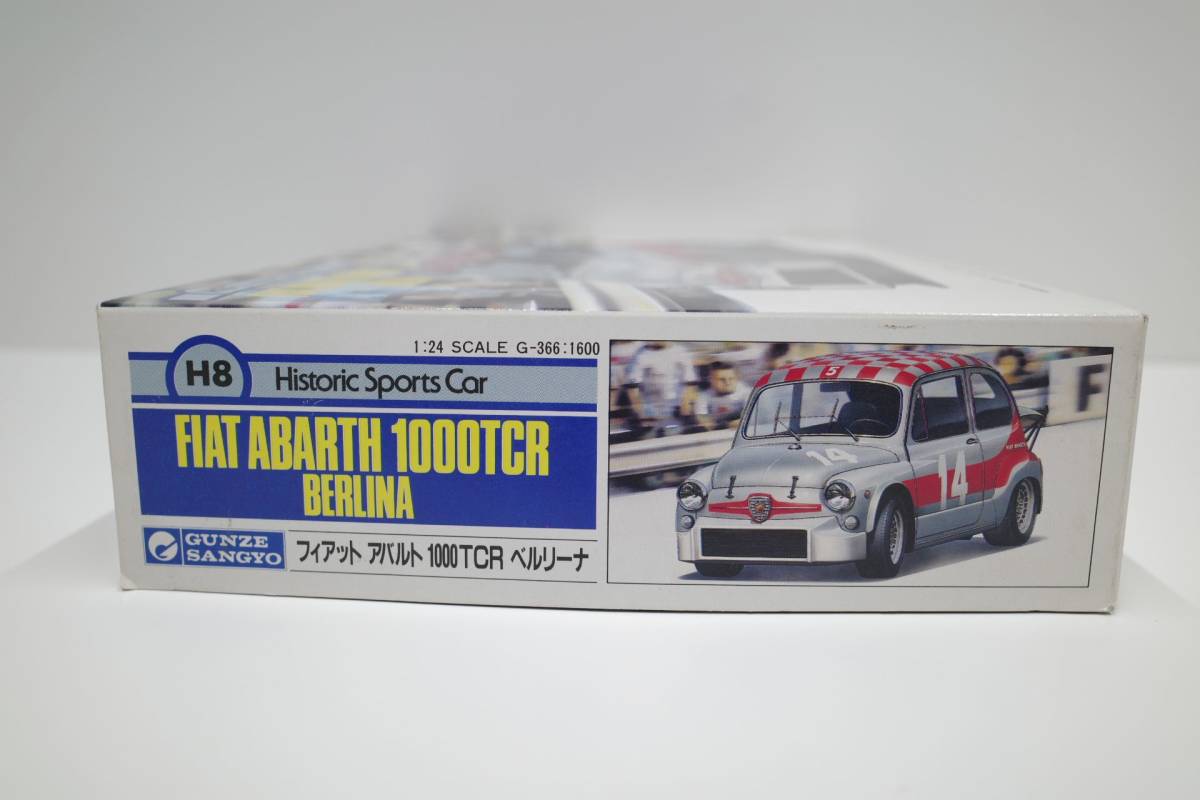 1:24 SCALE G-366:1600
H8 Historic Sports Car
FIAT ABARTH 1000TCR
BERLINA
GUNZE
SANGYO
フィアット アバルト 1000TCR ベルリーナ
5
14
14
F